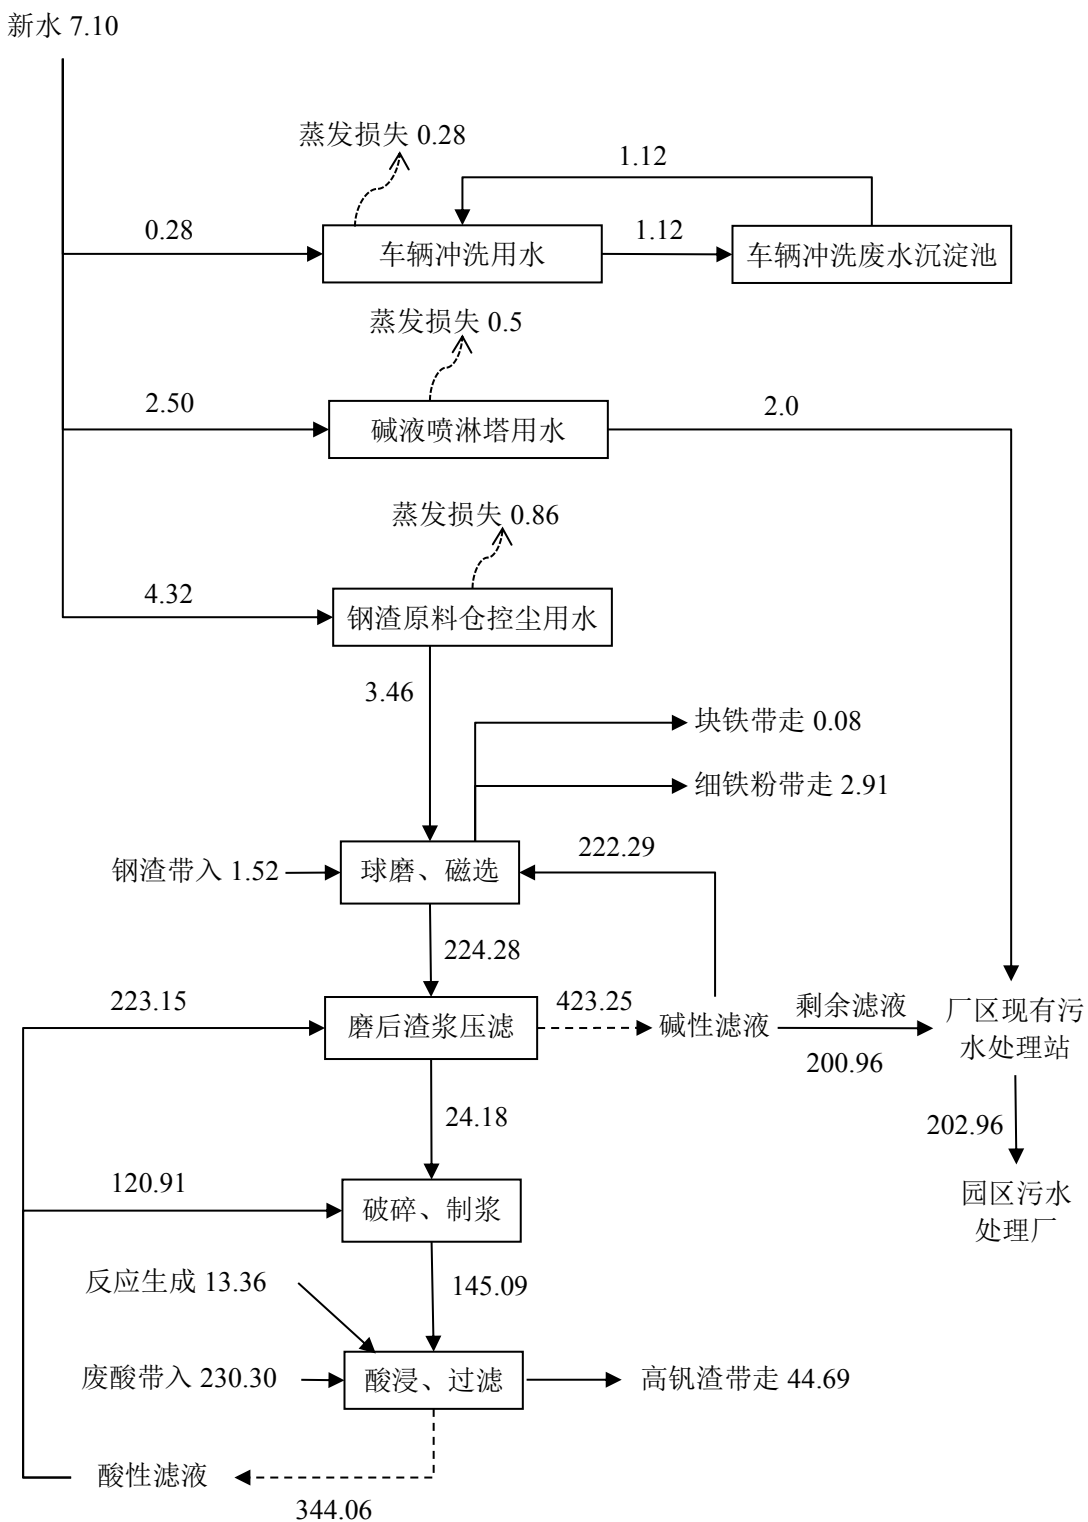 新水 7.10
蒸发损失 0.28
1.12
0.28
车辆冲洗用水
1.12
车辆冲洗废水沉淀池
蒸发损失 0.5
2.50
碱液喷淋塔用水
2.0
蒸发损失 0.86
4.32
钢渣原料仓控尘用水
3.46
块铁带走 0.08
细铁粉带走 2.91
钢渣带入 1.52
球磨、磁选
222.29
224.28
223.15
磨后渣浆压滤
423.25
碱性滤液
剩余滤液
200.96
厂区现有污
水处理站
24.18
202.96
120.91
破碎、制浆
园区污水
处理厂
反应生成 13.36
145.09
废酸带入 230.30
酸浸、过滤
高钒渣带走 44.69
酸性滤液
344.06